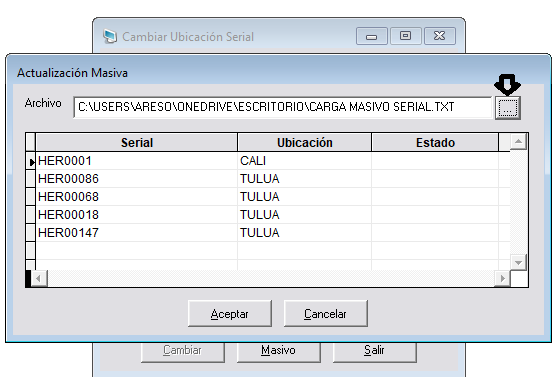 Cambiar Ubicación Serial
Actualización Masiva
Archivo C:\USERS\ARESO\ONEDRIVE\ESCRITORIO\CARGA MASIVO SERIAL.TXT ...
Serial Ubicación Estado
HER0001 CALI
HER00086 TULUA
HER00068 TULUA
HER00018 TULUA
HER00147 TULUA
Aceptar Cancelar
Cambiar Masivo Salir